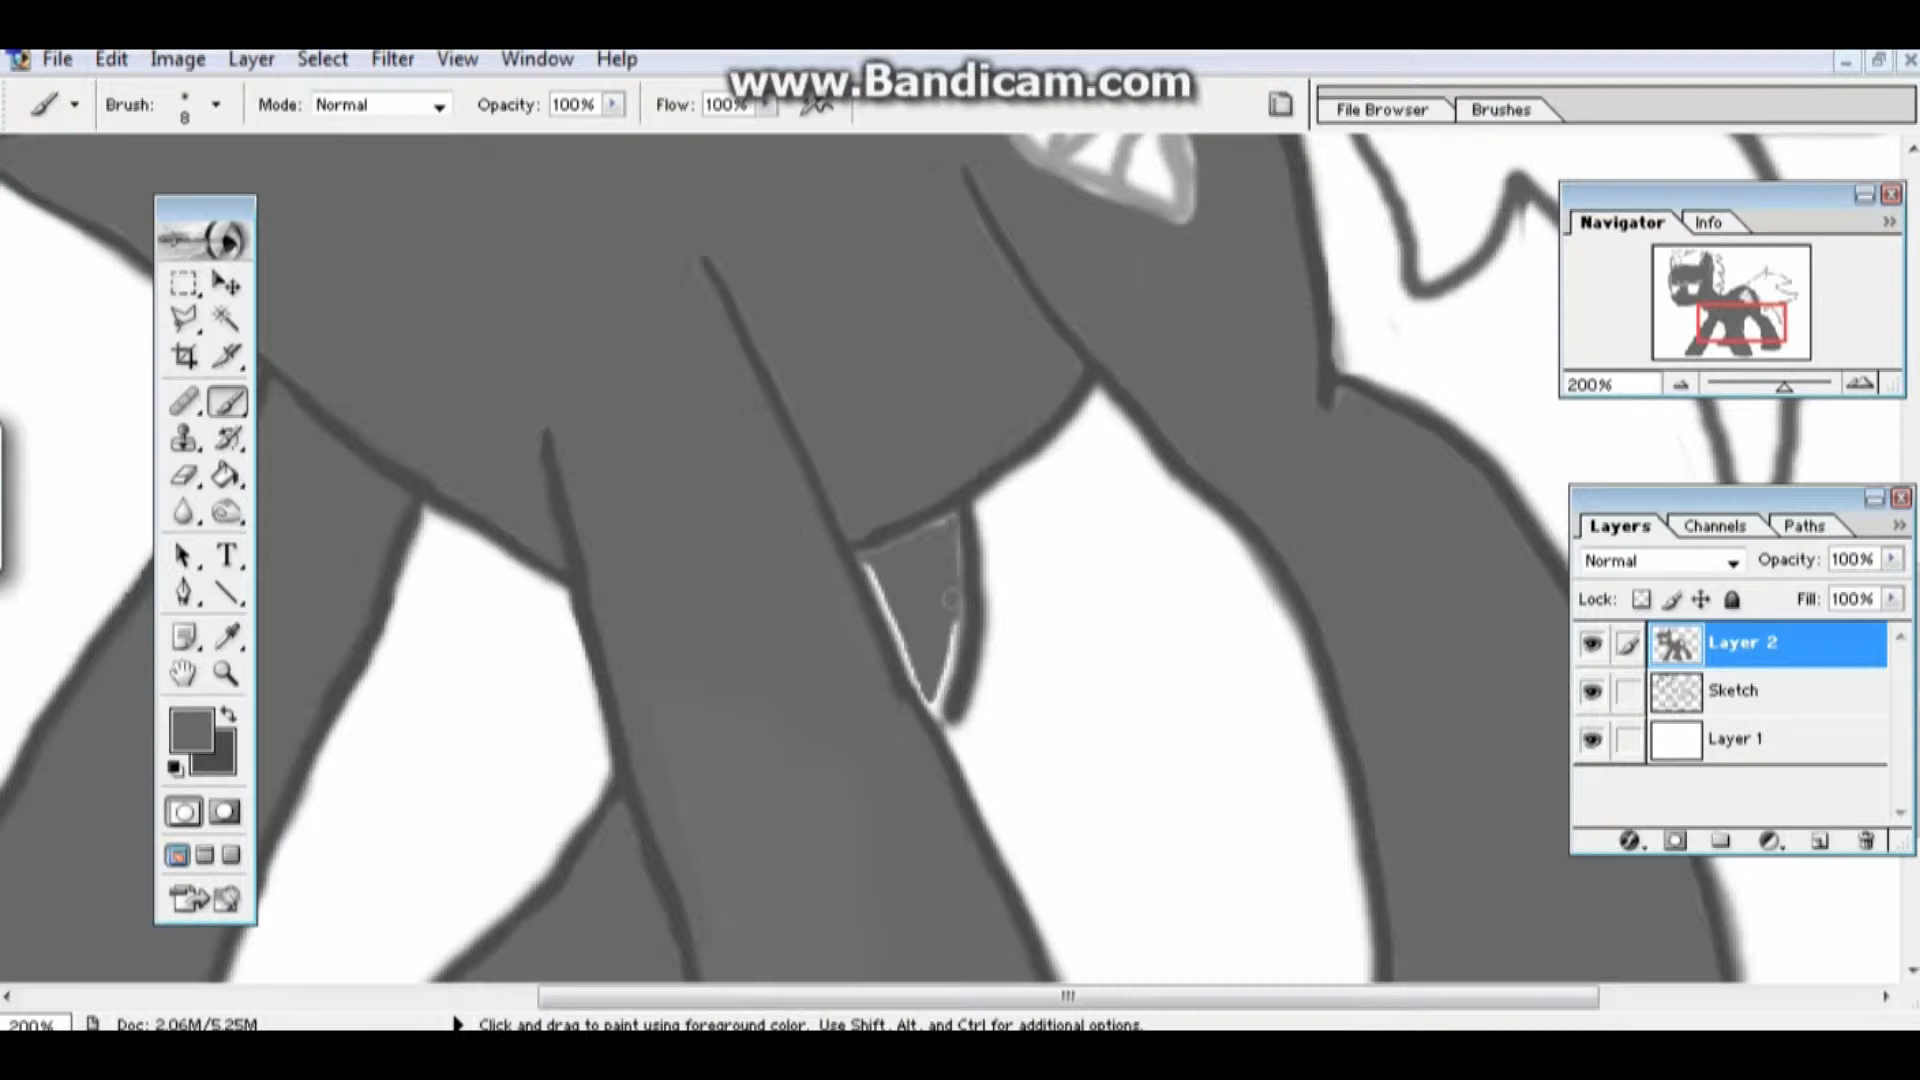 File Edit Image Layer Select Filter View Window Help
www.Bandicam.com
Brush: 8 Mode: Normal Opacity: 100% Flow: 100%
File Browser Brushes
Navigator Info
200%
Layers Channels Paths
Normal Opacity: 100%
Lock: Fill: 100%
Layer 2
Sketch
Layer 1
200% Doc: 2.06M/5.25M Click and drag to paint using foreground color. Use Shift, Alt, and Ctrl for additional options.